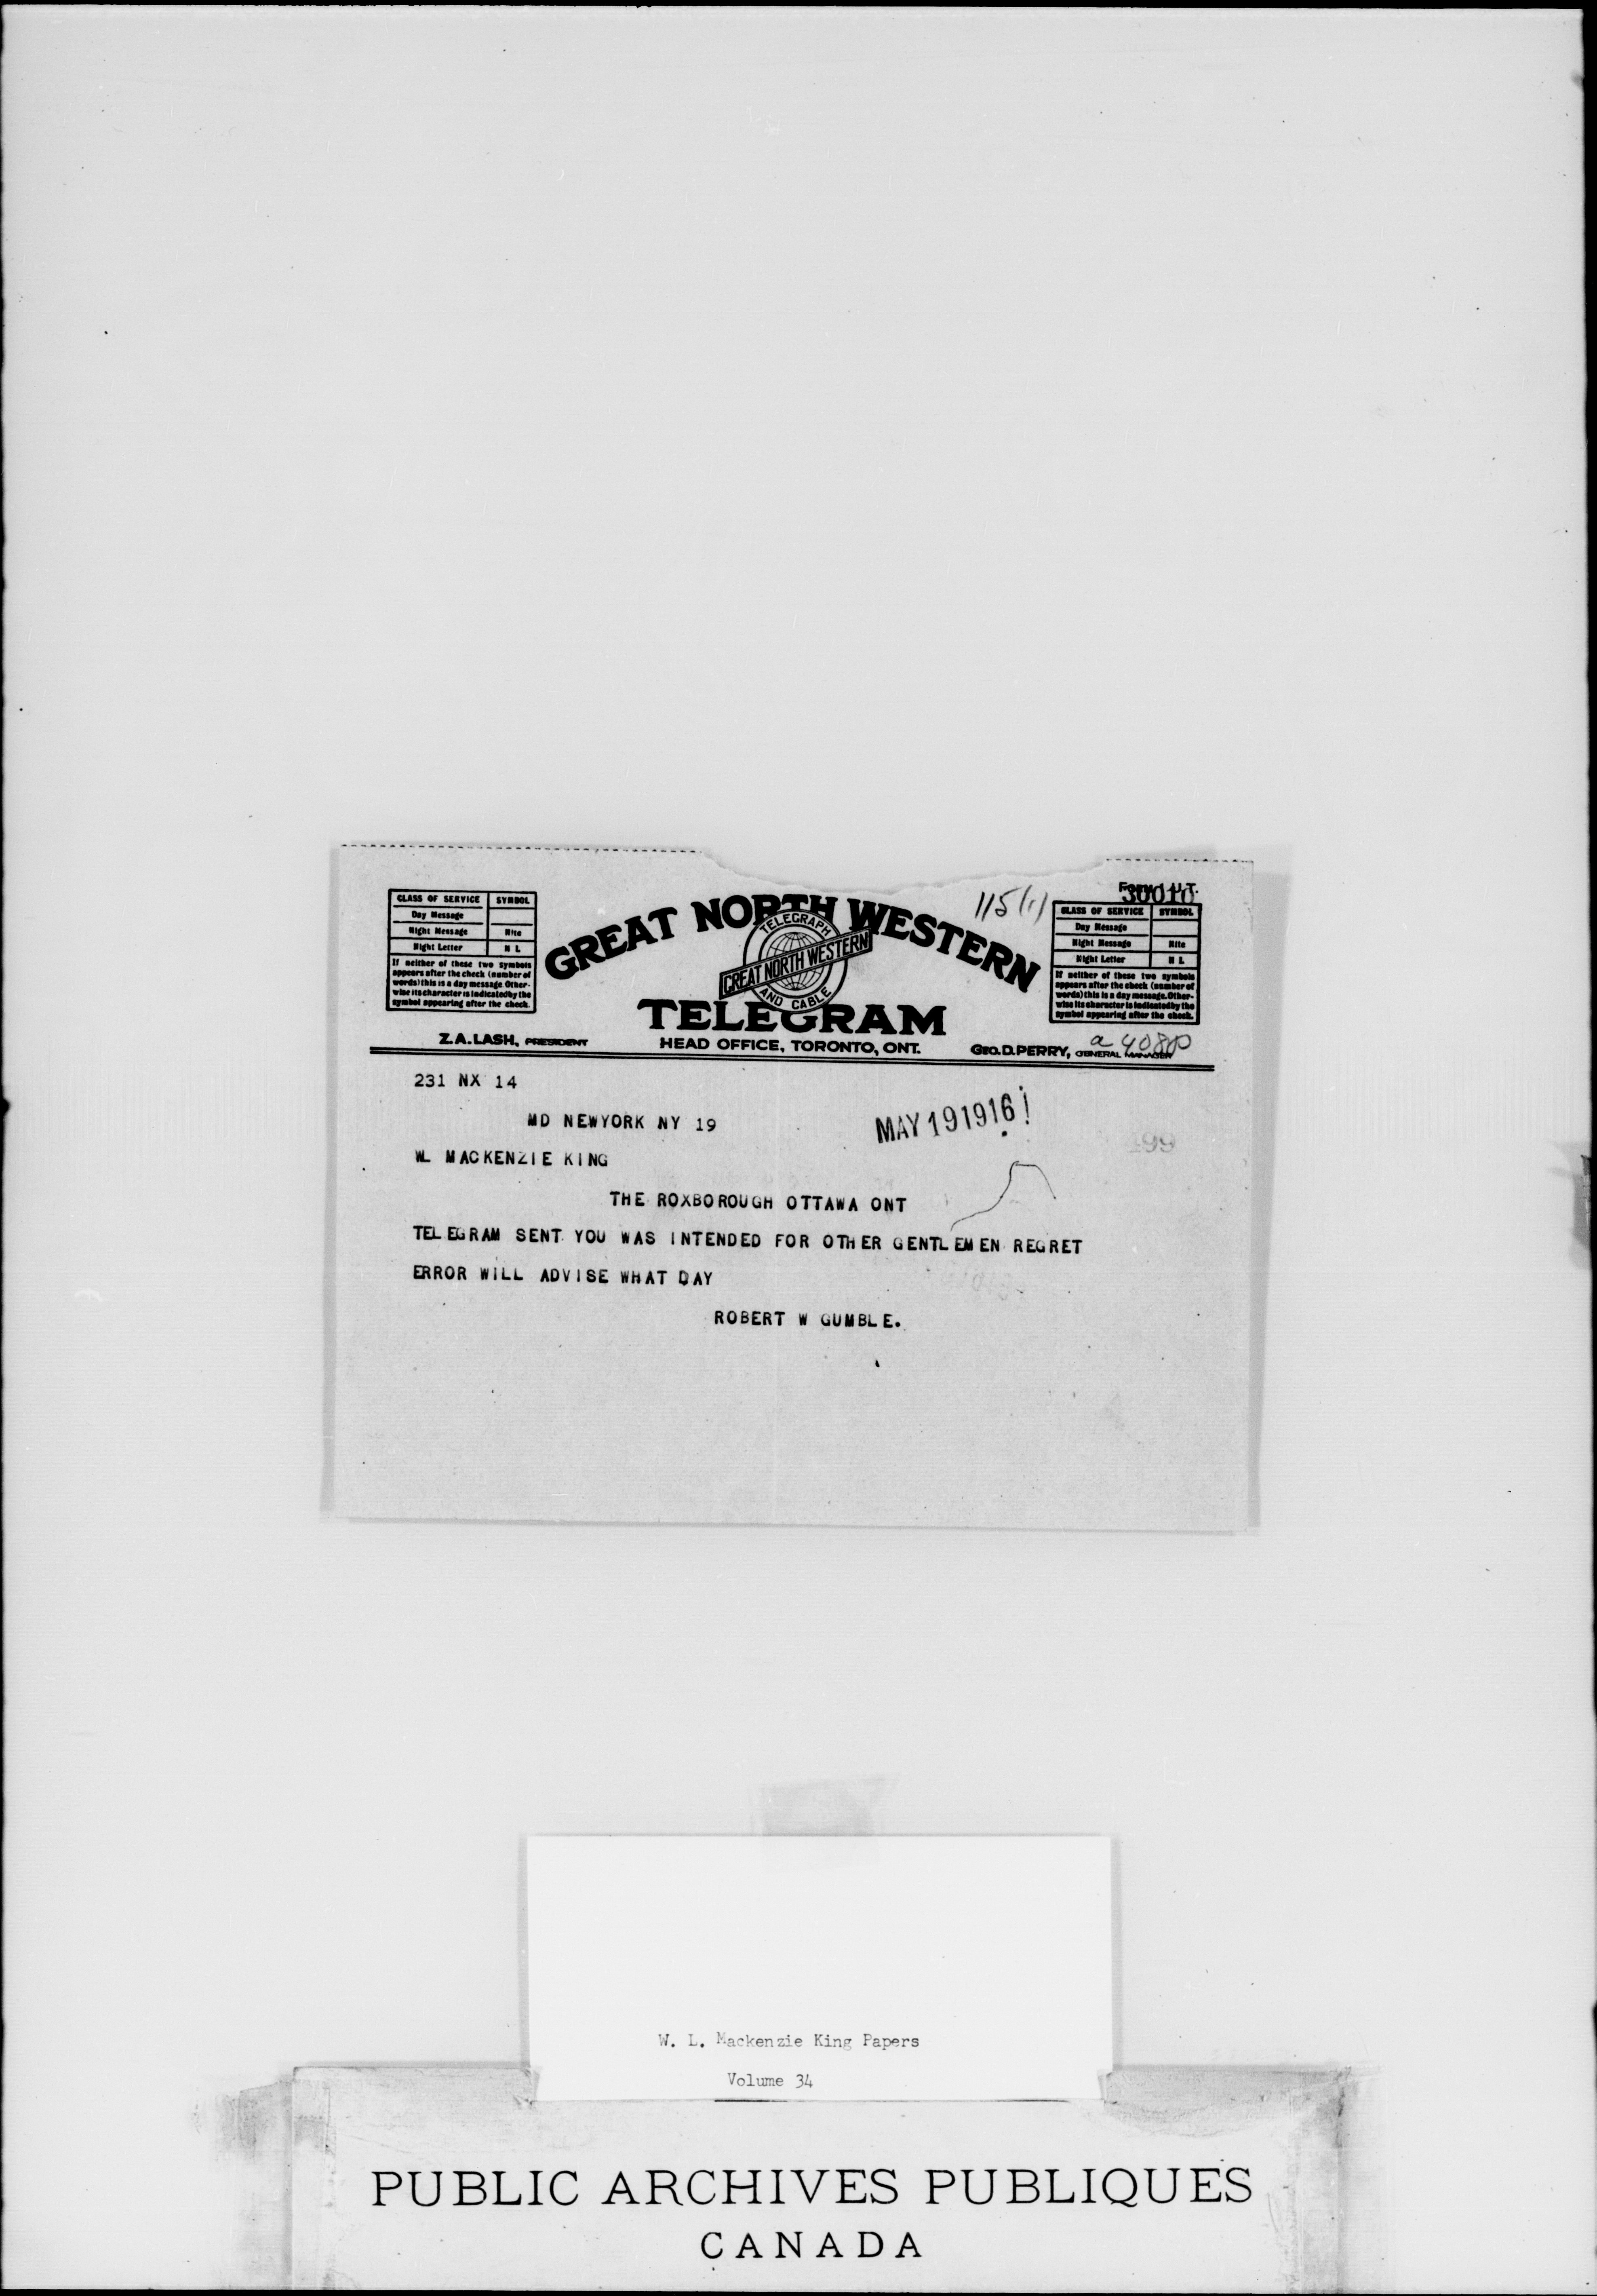 115(1)
30010
CLASS OF SERVICE | SYMBOL
Day Message
Night Message | Nite
Night Letter | N L
If neither of these two symbols
appears after the check (number of
words) this is a day message. Other-
wise its character is indicated by the
symbol appearing after the check.
GREAT NORTH WESTERN
TELEGRAPH
GREAT NORTH WESTERN
AND CABLE
TELEGRAM
CLASS OF SERVICE | SYMBOL
Day Message
Night Message | Nite
Night Letter | N L
If neither of these two symbols
appears after the check (number of
words) this is a day message. Other-
wise its character is indicated by the
symbol appearing after the check.
Z.A. LASH, PRESIDENT
HEAD OFFICE, TORONTO, ONT.
GEO. D. PERRY, GENERAL MANAGER
231 NX 14
MD NEWYORK NY 19
MAY 19 1916
WL MACKENZIE KING
THE ROXBOROUGH OTTAWA ONT
TELEGRAM SENT YOU WAS INTENDED FOR OTHER GENTLEMEN REGRET
ERROR WILL ADVISE WHAT DAY
ROBERT W GUMBLE.
W. L. Mackenzie King Papers
Volume 34
PUBLIC ARCHIVES PUBLIQUES
CANADA